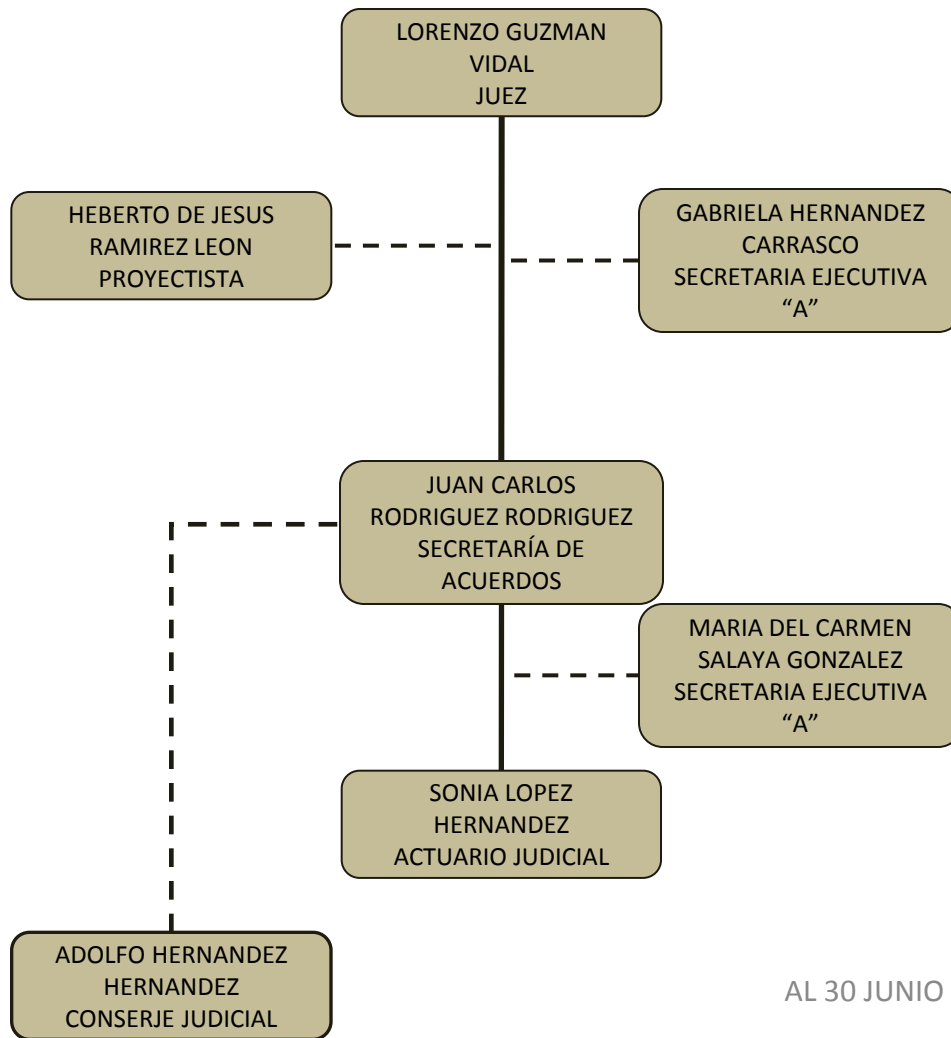 LORENZO GUZMAN
VIDAL
JUEZ
HEBERTO DE JESUS
RAMIREZ LEON
PROYECTISTA
GABRIELA HERNANDEZ
CARRASCO
SECRETARIA EJECUTIVA
“A”
JUAN CARLOS
RODRIGUEZ RODRIGUEZ
SECRETARÍA DE
ACUERDOS
MARIA DEL CARMEN
SALAYA GONZALEZ
SECRETARIA EJECUTIVA
“A”
SONIA LOPEZ
HERNANDEZ
ACTUARIO JUDICIAL
ADOLFO HERNANDEZ
HERNANDEZ
CONSERJE JUDICIAL
AL 30 JUNIO